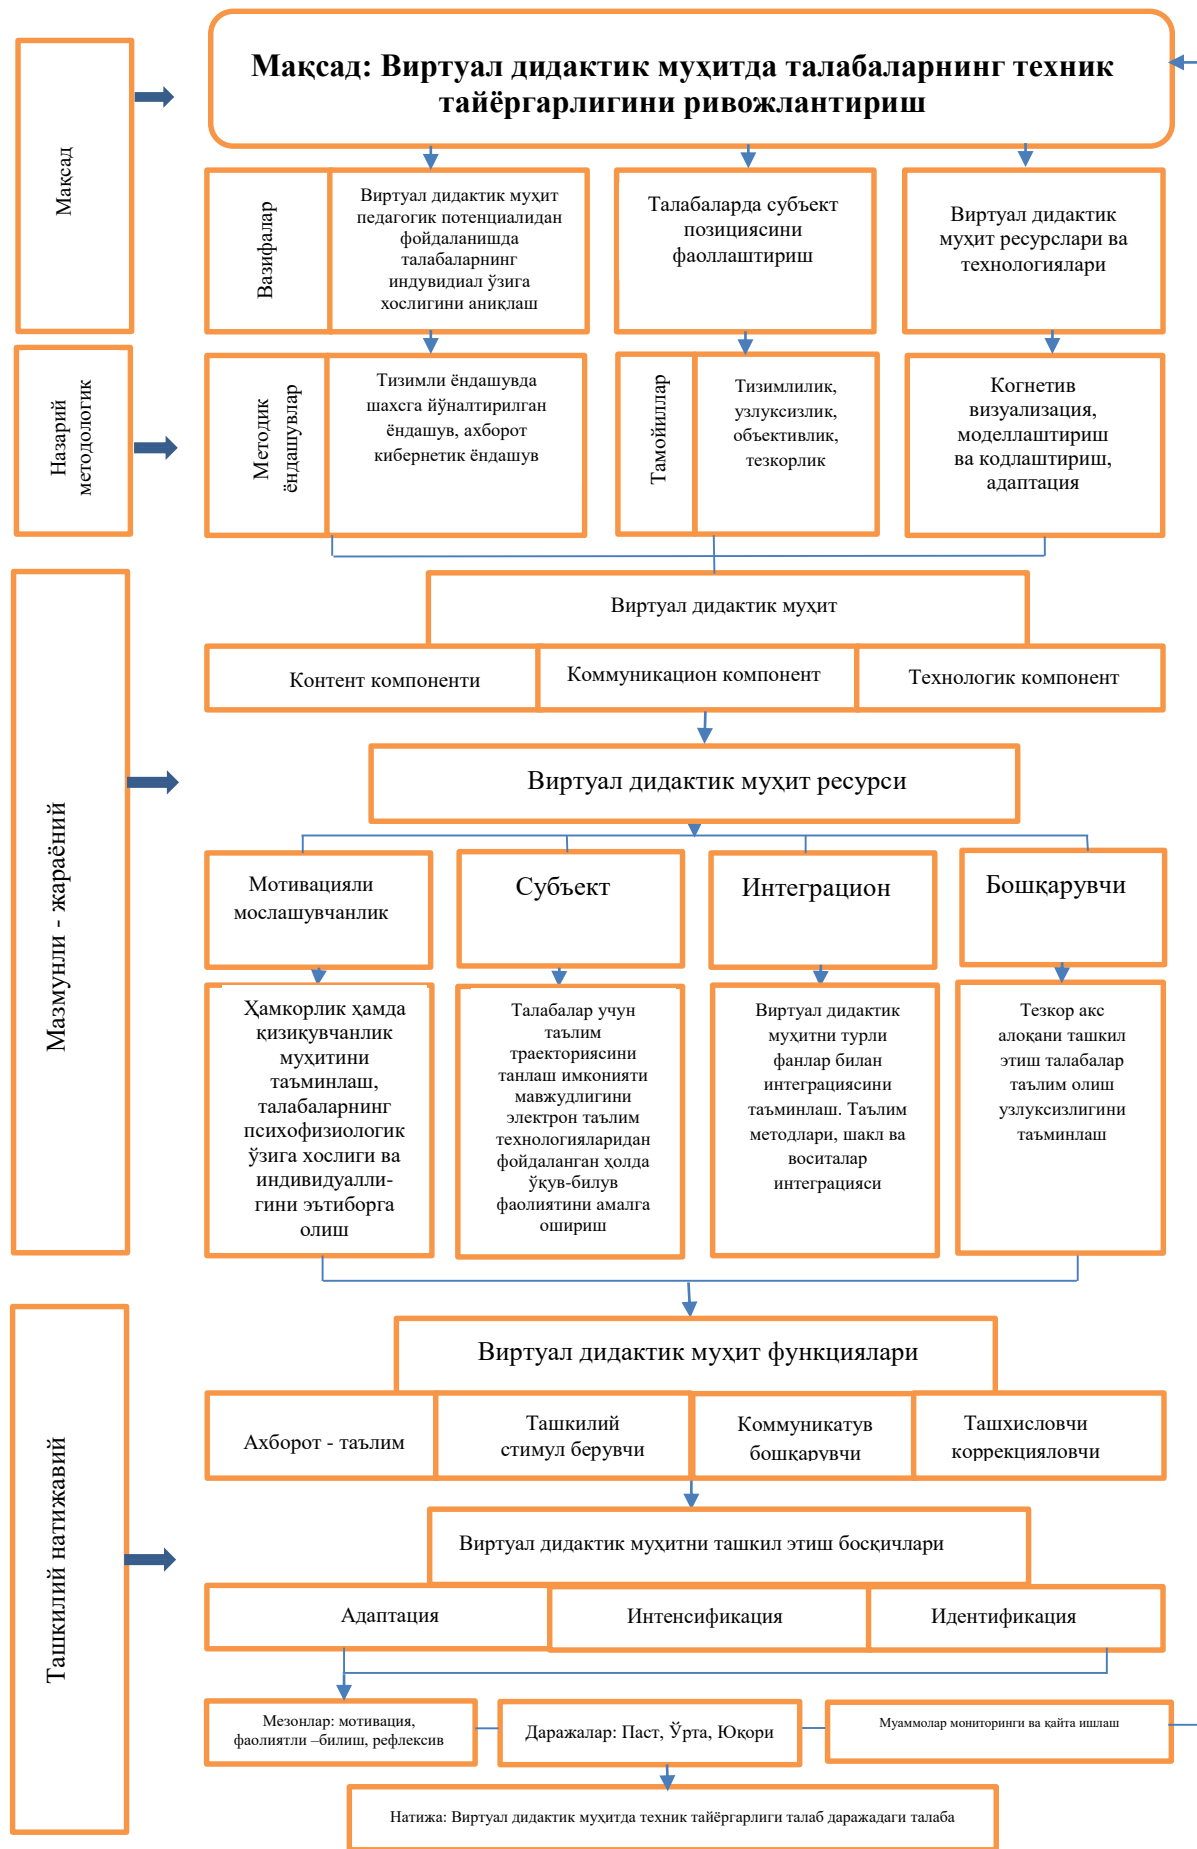 Мақсад: Виртуал дидактик муҳитда талабаларнинг техник
тайёргарлигини ривожлантириш
Мақсад
Вазифалар
Виртуал дидактик муҳит
педагогик потенциалидан
фойдаланишда
талабаларнинг
индувидиал ўзига
хослигини аниқлаш
Талабаларда субъект
позициясини
фаоллаштириш
Виртуал дидактик
муҳит ресурслари ва
технологиялари
Назарий
методологик
Методик
ёндашувлар
Тизимли ёндашувда
шахсга йўналтирилган
ёндашув, ахборот
кибернетик ёндашув
Тамойиллар
Тизимлилик,
узлуксизлик,
объективлик,
тезкорлик
Когнетив
визуализация,
моделлаштириш
ва кодлаштириш,
адаптация
Мазмунли - жараёний
Виртуал дидактик муҳит
Контент компоненти
Коммуникацион компонент
Технологик компонент
Виртуал дидактик муҳит ресурси
Мотивацияли
мослашувчанлик
Субъект
Интеграцион
Бошқарувчи
Ҳамкорлик ҳамда
қизиқувчанлик
муҳитини
таъминлаш,
талабаларнинг
психофизиологик
ўзига хослиги ва
индивидуалли-
гини эътиборга
олиш
Талабалар учун
таълим
траекториясини
танлаш имконияти
мавжудлигини
электрон таълим
технологияларидан
фойдаланган ҳолда
ўқув-билув
фаолиятини амалга
ошириш
Виртуал дидактик
муҳитни турли
фанлар билан
интеграциясини
таъминлаш. Таълим
методлари, шакл ва
воситалар
интеграцияси
Тезкор акс
алоқани ташкил
этиш талабалар
таълим олиш
узлуксизлигини
таъминлаш
Ташкилий натижавий
Виртуал дидактик муҳит функциялари
Ахборот - таълим
Ташкилий
стимул берувчи
Коммуникатув
бошқарувчи
Ташхисловчи
коррекцияловчи
Виртуал дидактик муҳитни ташкил этиш босқичлари
Адаптация
Интенсификация
Идентификация
Мезонлар: мотивация,
фаолиятли –билиш, рефлексив
Даражалар: Паст, Ўрта, Юқори
Муаммолар мониторинги ва қайта ишлаш
Натижа: Виртуал дидактик муҳитда техник тайёргарлиги талаб даражадаги талаба